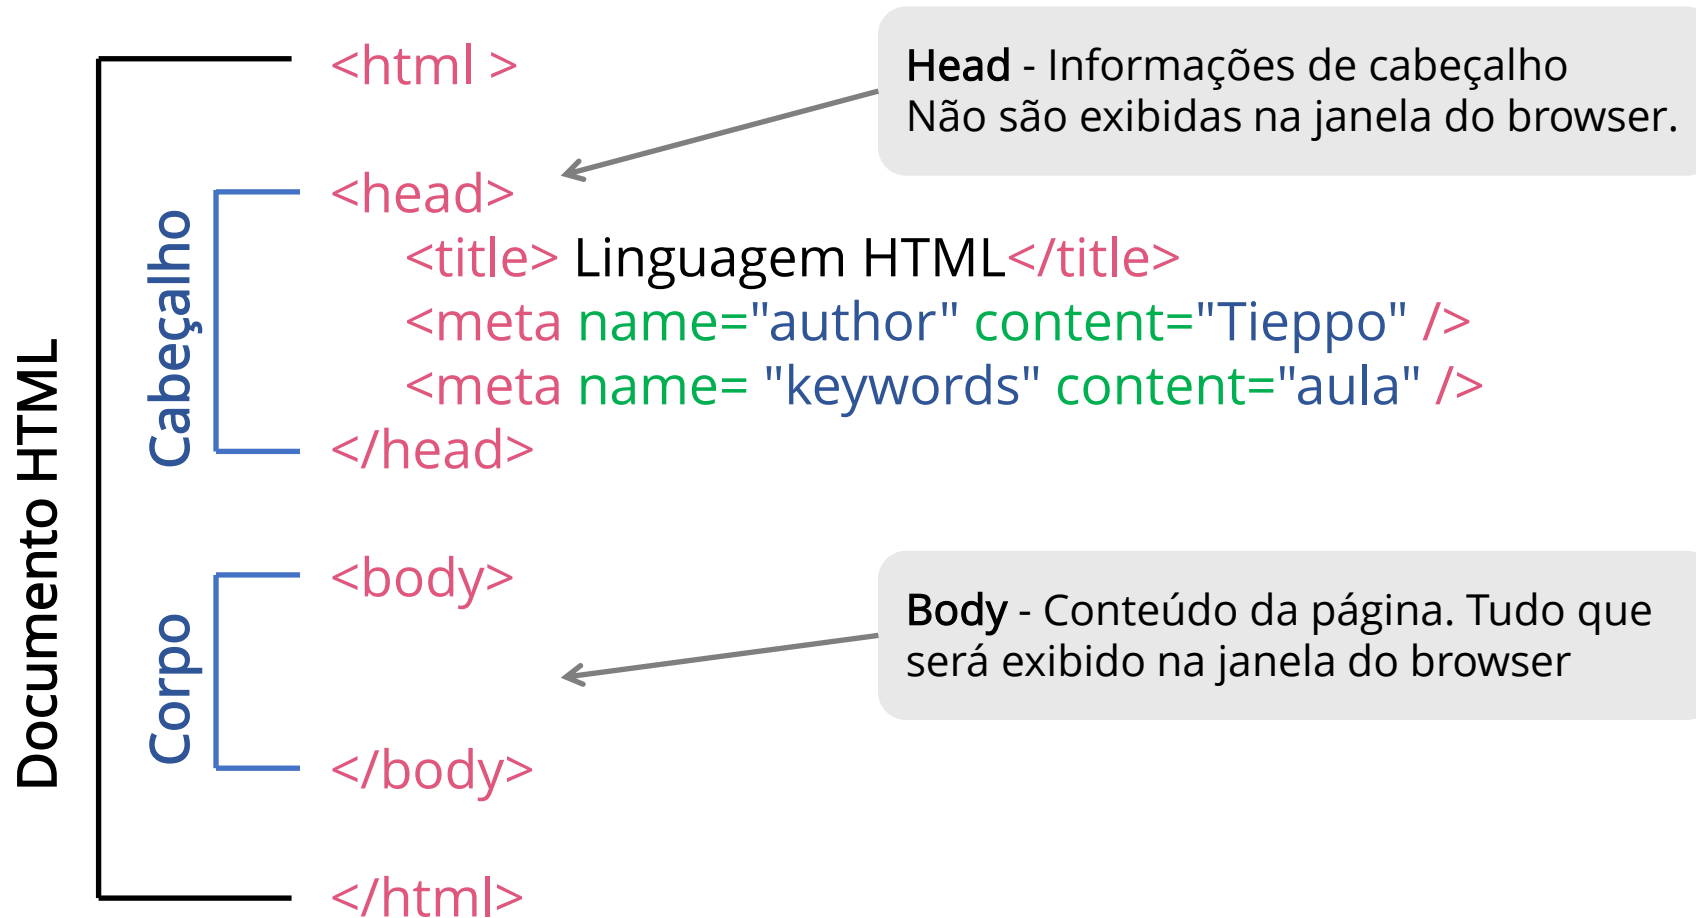 <html >
Head - Informações de cabeçalho
Não são exibidas na janela do browser.
<head>
<title> Linguagem HTML</title>
<meta name="author" content="Tieppo" />
<meta name= "keywords" content="aula" />
</head>
Cabeçalho
Documento HTML
<body>
Body - Conteúdo da página. Tudo que
será exibido na janela do browser
Corpo
</body>
</html>